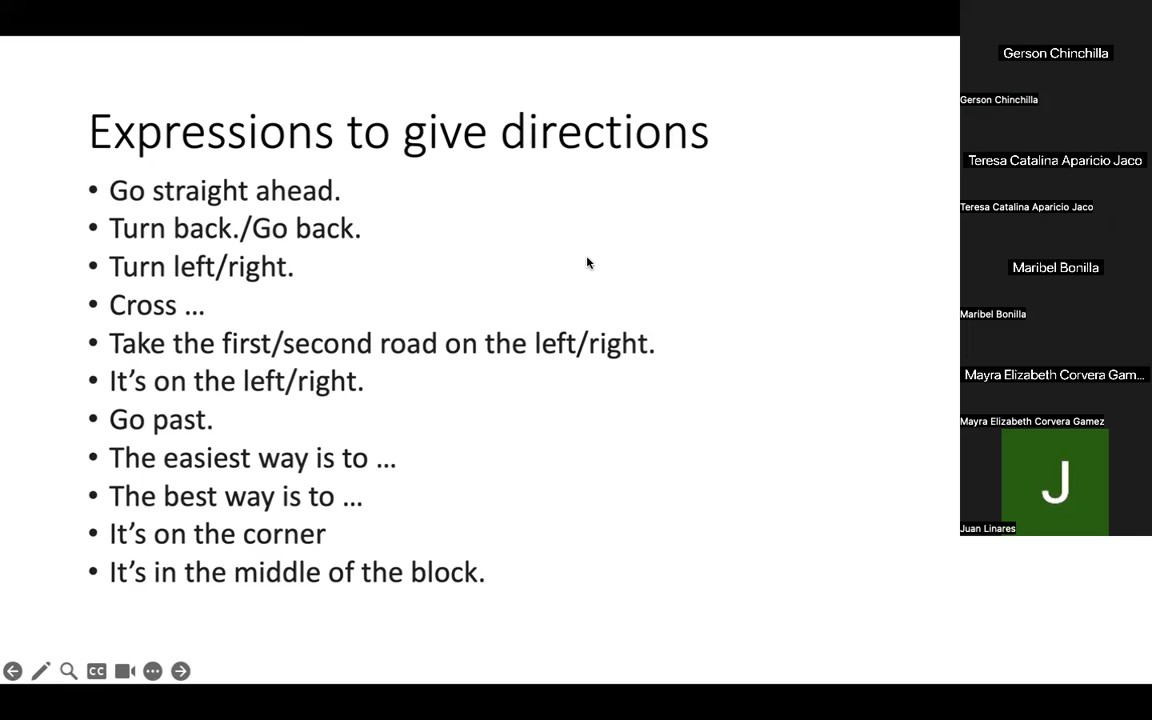 Expressions to give directions
• Go straight ahead.
• Turn back./Go back.
• Turn left/right.
• Cross ...
• Take the first/second road on the left/right.
• It’s on the left/right.
• Go past.
• The easiest way is to ...
• The best way is to ...
• It’s on the corner
• It’s in the middle of the block.
CC
Gerson Chinchilla
Gerson Chinchilla
Teresa Catalina Aparicio Jaco
Teresa Catalina Aparicio Jaco
Maribel Bonilla
Maribel Bonilla
Mayra Elizabeth Corvera Gam...
Mayra Elizabeth Corvera Gamez
J
Juan Linares